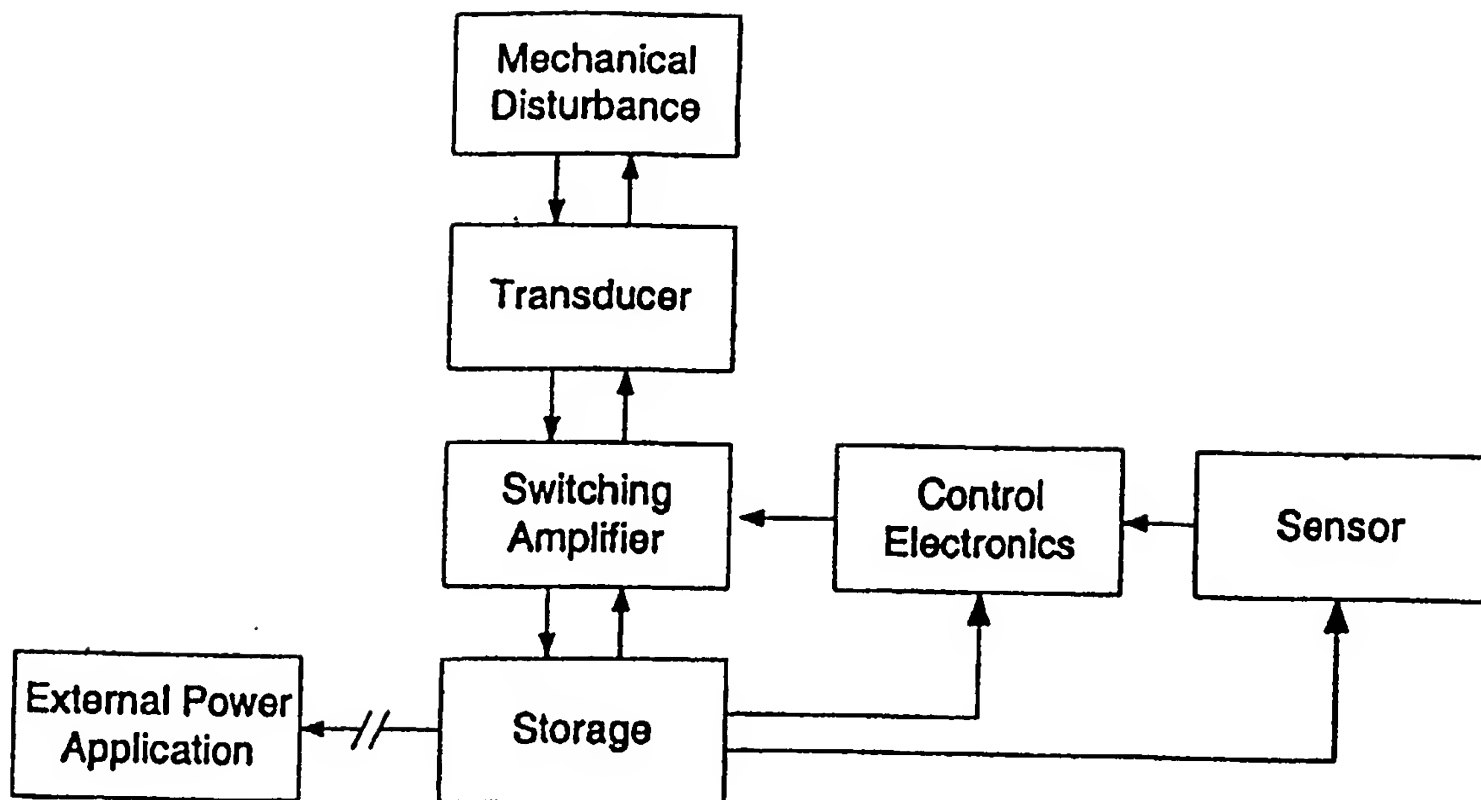 Mechanical
Disturbance
Transducer
Switching
Amplifier
Control
Electronics
Sensor
External Power
Application
Storage